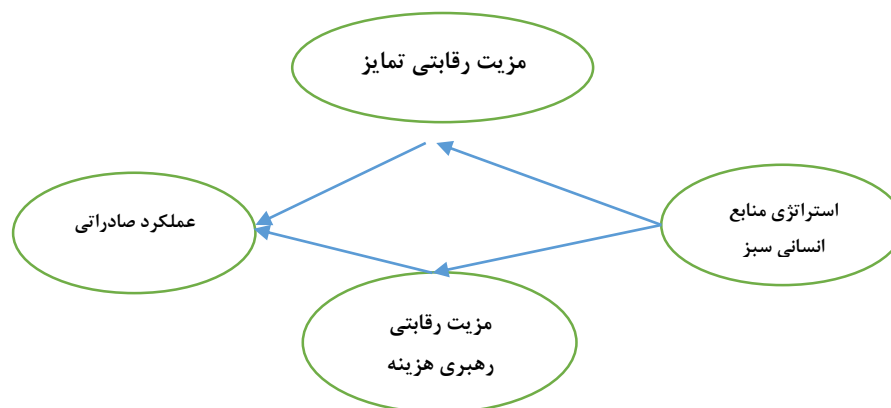 مزیت رقابتی تمایز
استراتژی منابع
انسانی سبز
عملکرد صادراتی
مزیت رقابتی
رهبری هزینه